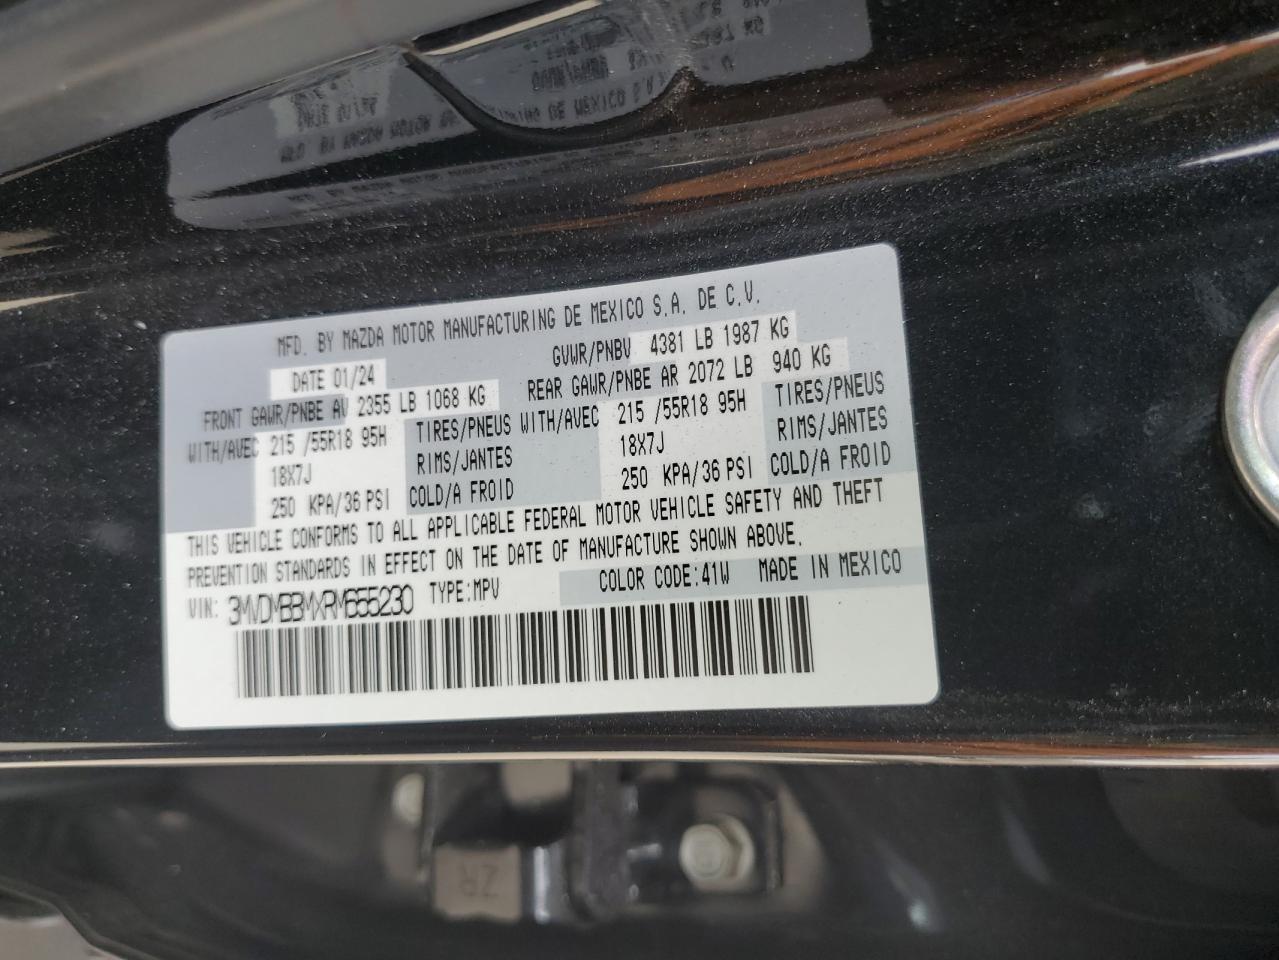 MFD. BY MAZDA MOTOR MANUFACTURING DE MEXICO S.A. DE C.V.
DATE 01/24 GVWR/PNBV 4381 LB 1987 KG
FRONT GAWR/PNBE AV 2355 LB 1068 KG REAR GAWR/PNBE AR 2072 LB 940 KG
WITH/AVEC 215 /55R18 95H TIRES/PNEUS WITH/AVEC 215 /55R18 95H TIRES/PNEUS
18X7J RIMS/JANTES 18X7J RIMS/JANTES
250 KPA/36 PSI COLD/A FROID 250 KPA/36 PSI COLD/A FROID
THIS VEHICLE CONFORMS TO ALL APPLICABLE FEDERAL MOTOR VEHICLE SAFETY AND THEFT
PREVENTION STANDARDS IN EFFECT ON THE DATE OF MANUFACTURE SHOWN ABOVE.
VIN: 3MVDMBBMXRM655230 TYPE:MPV COLOR CODE:41W MADE IN MEXICO
ZR